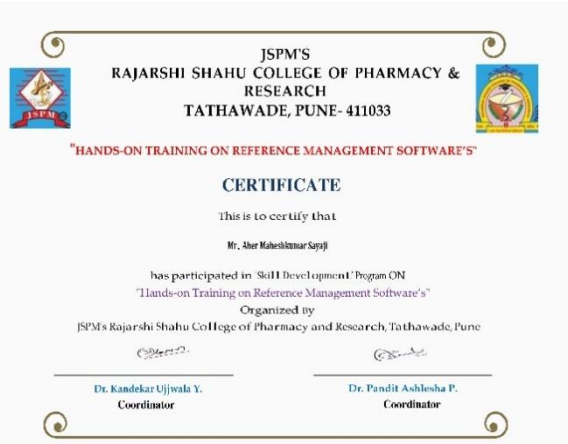 JSPM'S
RAJARSHI SHAHU COLLEGE OF PHARMACY &
RESEARCH
TATHAWADE, PUNE- 411033
JSPM
"HANDS-ON TRAINING ON REFERENCE MANAGEMENT SOFTWARE'S"
CERTIFICATE
This is to certify that
Mr. Aher Maheshkumar Sayaji
has participated in 'Skill Development' Program ON
"Hands-on Training on Reference Management Software's"
Organized By
JSPM's Rajarshi Shahu College of Pharmacy and Research, Tathawade, Pune
Dr. Kandekar Ujjwala Y.
Coordinator
Dr. Pandit Ashlesha P.
Coordinator